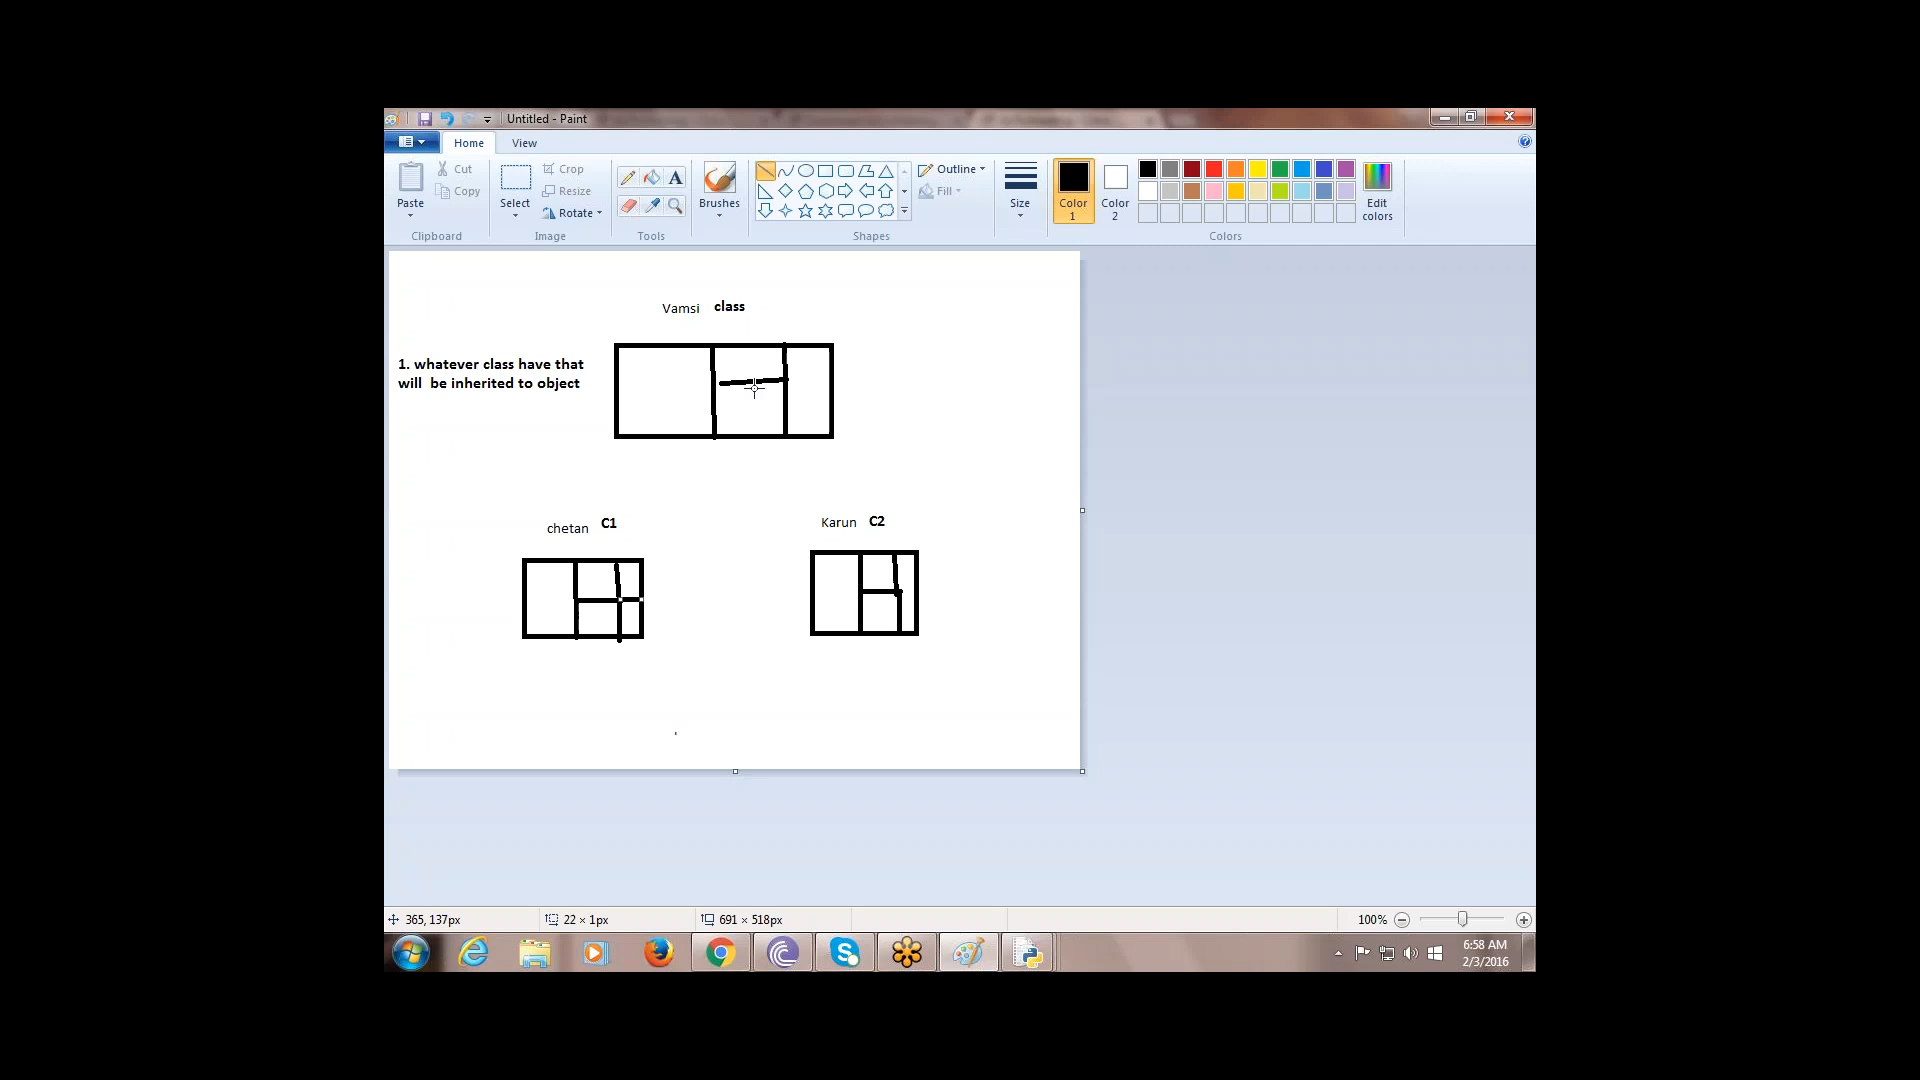 Untitled - Paint
Home View
Paste
Cut
Copy
Clipboard
Select
Crop
Resize
Rotate
Image
A
Tools
Brushes
Shapes
Outline
Fill
Size
Color 1
Color 2
Edit colors
Colors
Vamsi class
1. whatever class have that
will be inherited to object
chetan C1
Karun C2
365, 137px
22 × 1px
691 × 518px
100%
6:58 AM
2/3/2016